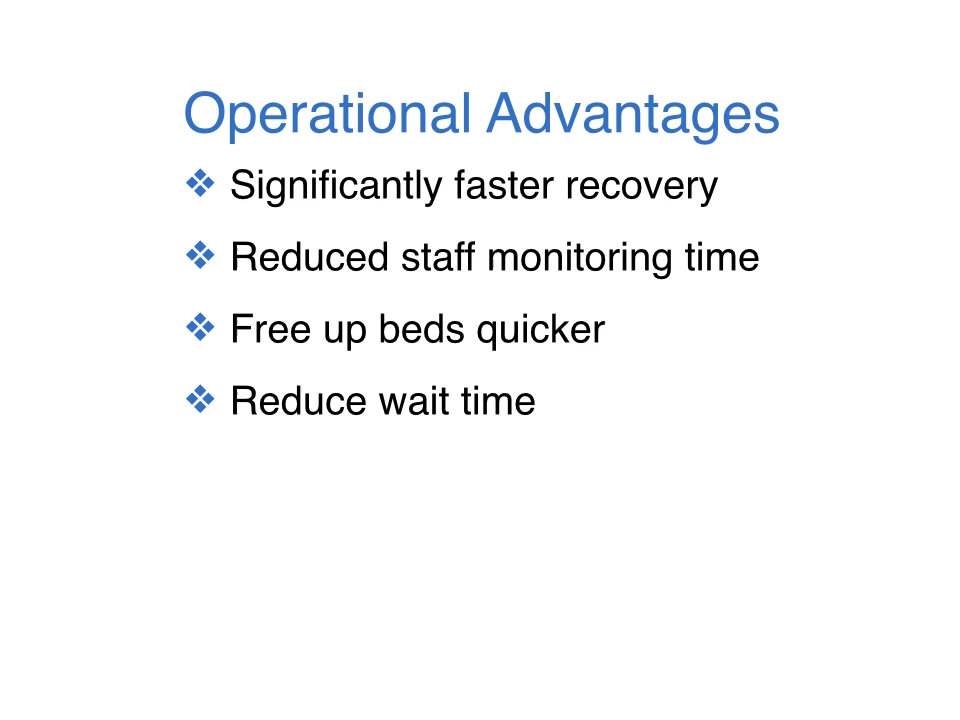 Operational Advantages
❖ Significantly faster recovery
❖ Reduced staff monitoring time
❖ Free up beds quicker
❖ Reduce wait time